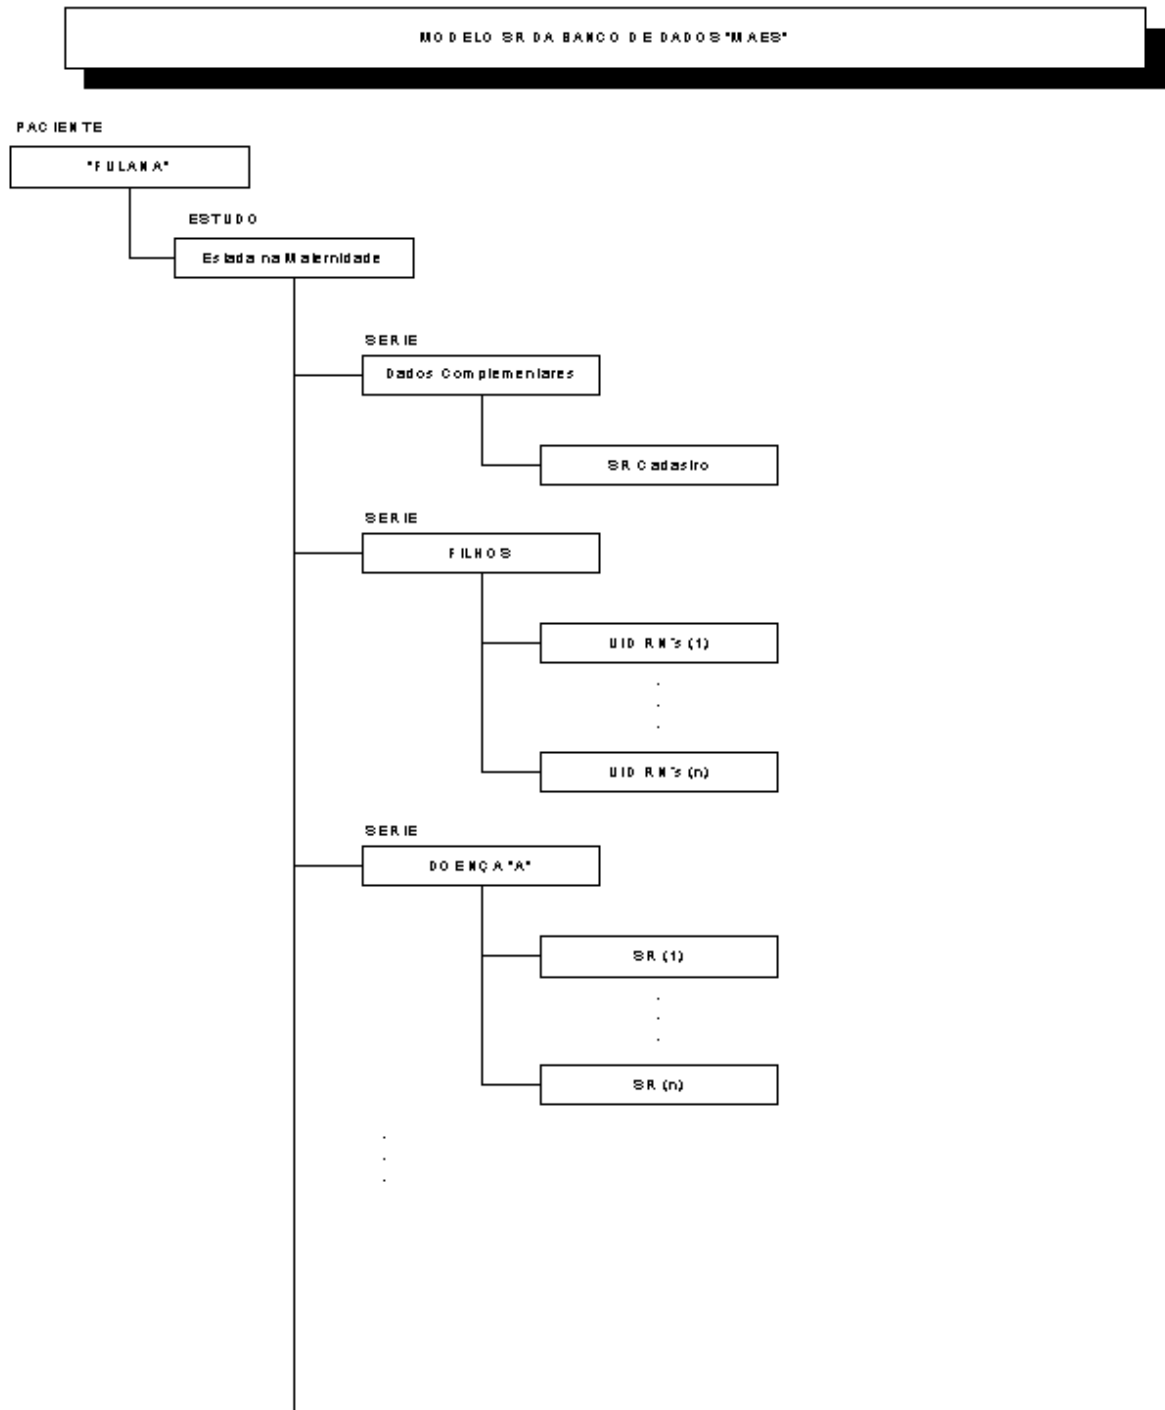 MODELO SR DA BANCO DE DADOS "MAES"
PACIENTE
"FULANA"
ESTUDO
Estada na Maternidade
SERIE
Dados Complementares
SR Cadastro
SERIE
FILHOS
UID RN's (1)
.
.
.
UID RN's (n)
SERIE
DOENÇA "A"
SR (1)
.
.
.
SR (n)
.
.
.